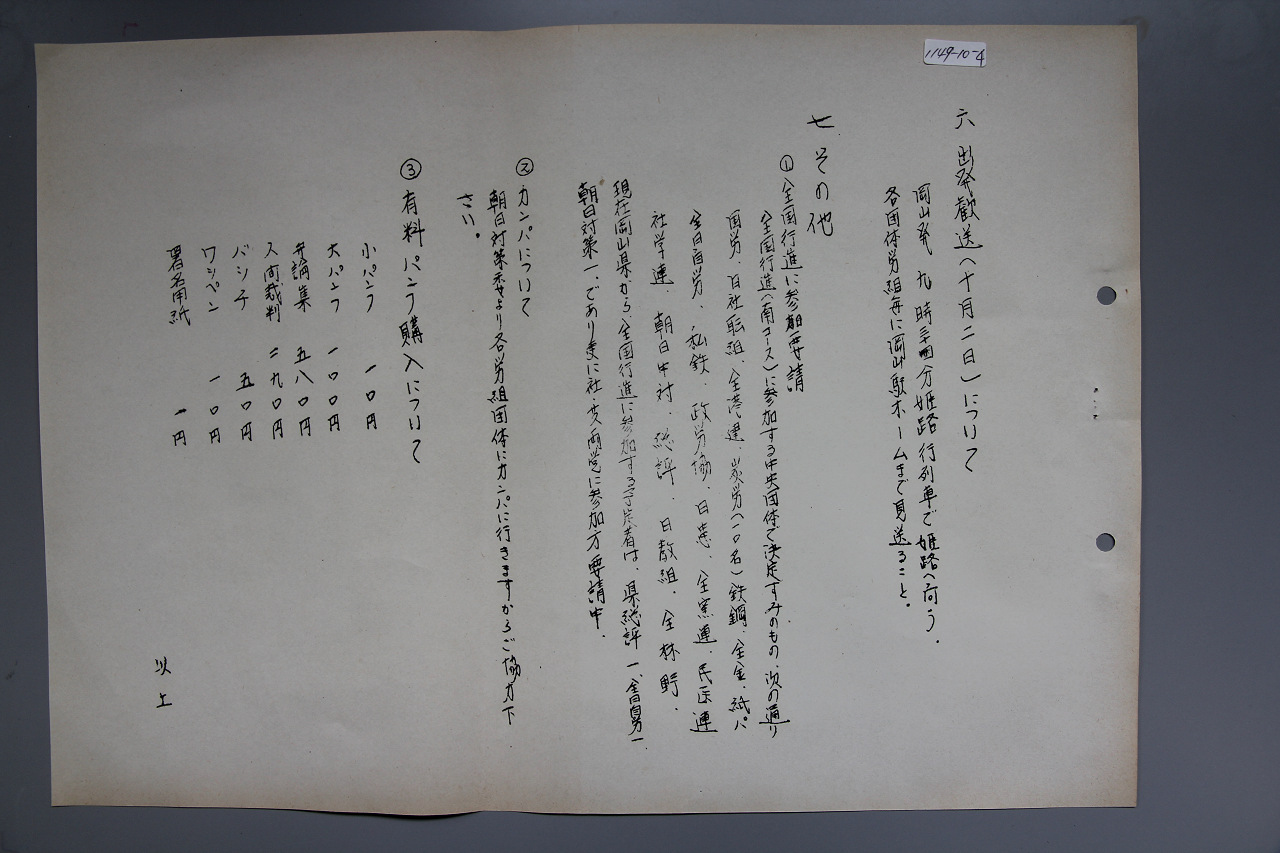 1149-10-4
六 出発歓送(十月二日)について
岡山発 九時三四分姫路行列車で姫路へ向う.
各団体労組毎に岡山駅ホームまで見送ること.
七 その他
① 全国行進に参加要請
全国行進(南コース)に参加する中央団体で決定ずみのもの、次の通り
国労、日社職組、全港建、炭労(一〇名)鉄鋼、全金、紙パ
全日自労、私鉄、政労協、日患、全窯連、民医連
社学連、朝日中対、総評、日教組、全林野.
現在岡山県から全国行進に参加する予定者は、県総評一、全日自労一、
朝日対策一、であり更に社・共両党に参加方要請中.
② カンパについて
朝日対策委より各労組団体にカンパに行きますからご協力下
さい。
③ 有料パンフ購入について
小パンフ 一〇円
大パンフ 一〇〇円
弁論集 五八〇円
人間裁判 二九〇円
バッチ 五〇円
ワッペン 一〇円
署名用紙 一円
以上